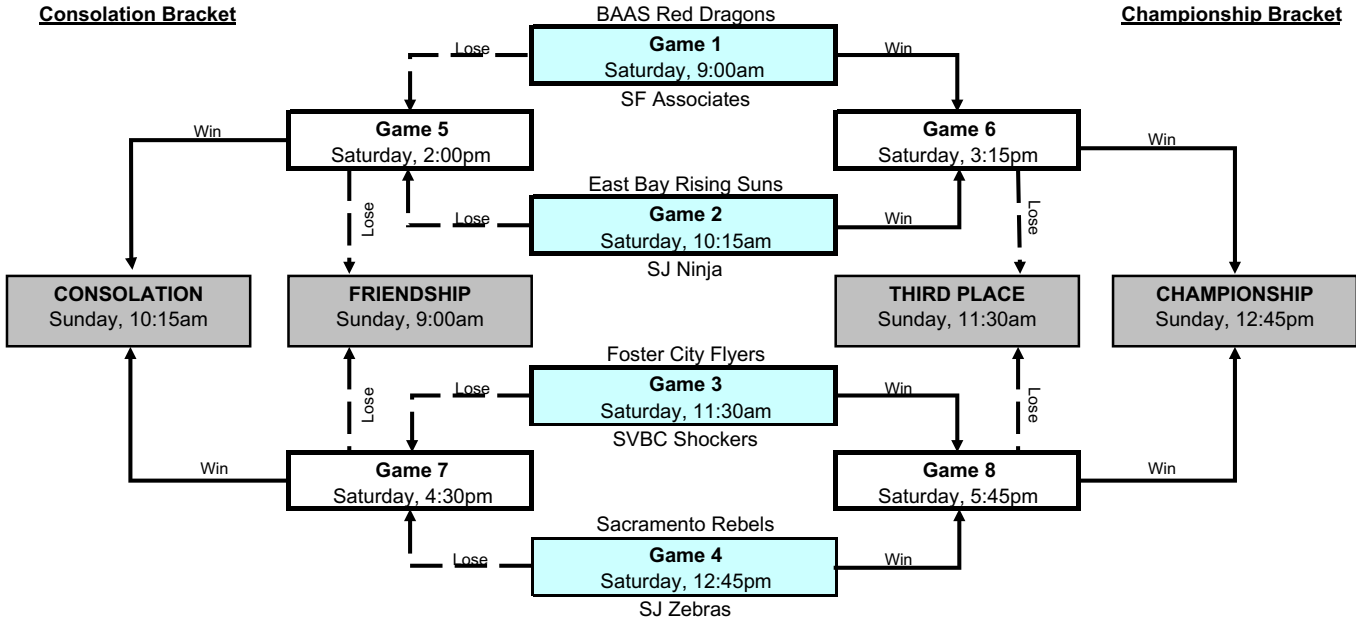 Consolation Bracket
BAAS Red Dragons
Championship Bracket
Lose
Game 1
Saturday, 9:00am
Win
SF Associates
Win
Game 5
Saturday, 2:00pm
Game 6
Saturday, 3:15pm
Win
East Bay Rising Suns
Lose
Lose
Game 2
Saturday, 10:15am
Win
Lose
SJ Ninja
CONSOLATION
Sunday, 10:15am
FRIENDSHIP
Sunday, 9:00am
THIRD PLACE
Sunday, 11:30am
CHAMPIONSHIP
Sunday, 12:45pm
Foster City Flyers
Lose
Lose
Game 3
Saturday, 11:30am
Win
Lose
SVBC Shockers
Win
Game 7
Saturday, 4:30pm
Game 8
Saturday, 5:45pm
Win
Sacramento Rebels
Lose
Game 4
Saturday, 12:45pm
Win
SJ Zebras